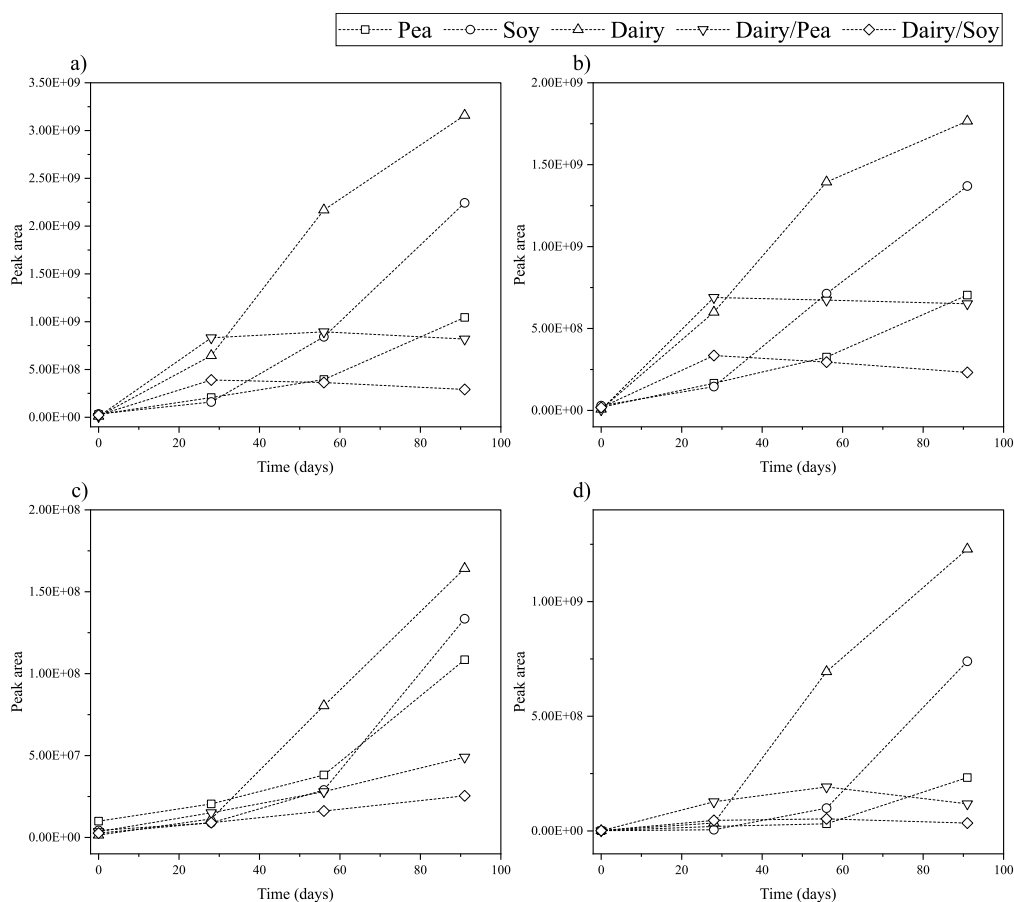 Pea Soy Dairy Dairy/Pea Dairy/Soy
a)
3.50E+09
3.00E+09
2.50E+09
2.00E+09
1.50E+09
1.00E+09
5.00E+08
0.00E+00
Peak area
0 20 40 60 80 100
Time (days)
b)
2.00E+09
1.50E+09
1.00E+09
5.00E+08
0.00E+00
Peak area
0 20 40 60 80 100
Time (days)
c)
2.00E+08
1.50E+08
1.00E+08
5.00E+07
0.00E+00
Peak area
0 20 40 60 80 100
Time (days)
d)
1.00E+09
5.00E+08
0.00E+00
Peak area
0 20 40 60 80 100
Time (days)